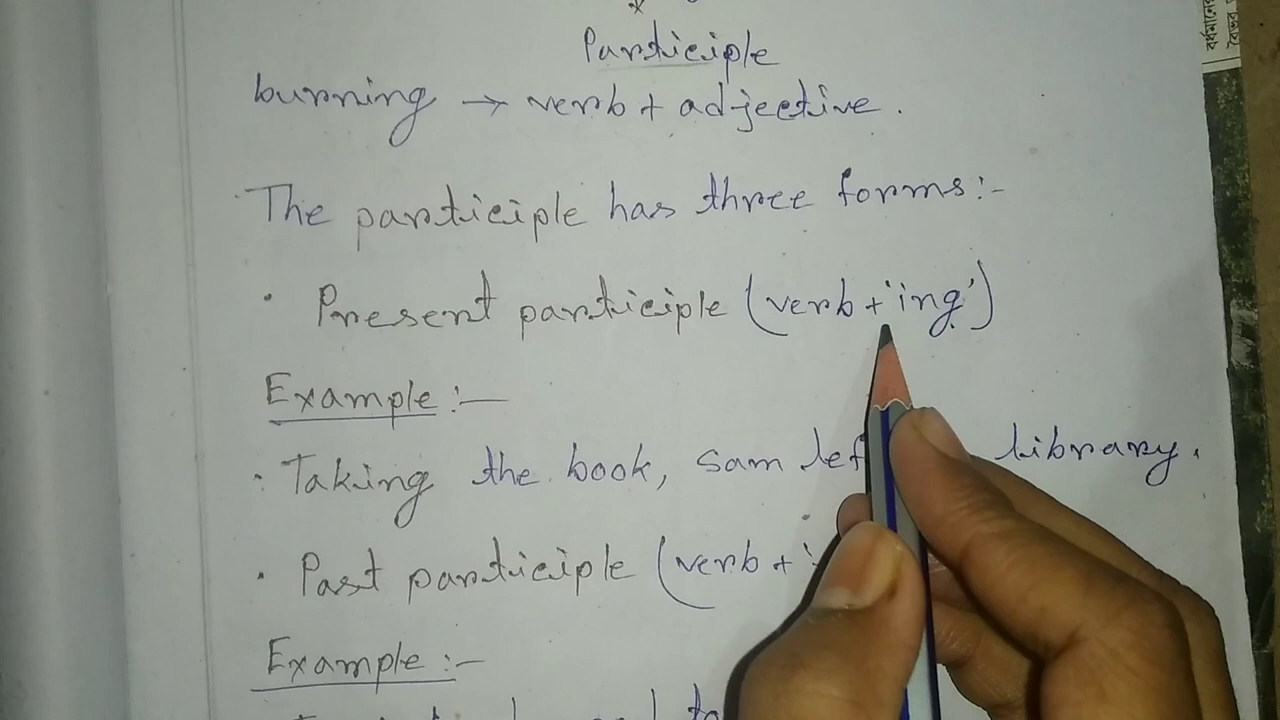 Participle
burning → verb + adjective.
The participle has three forms:-
• Present participle (verb + 'ing')
Example :—
• Taking the book, Sam lef library.
• Past participle (verb + '
Example :—